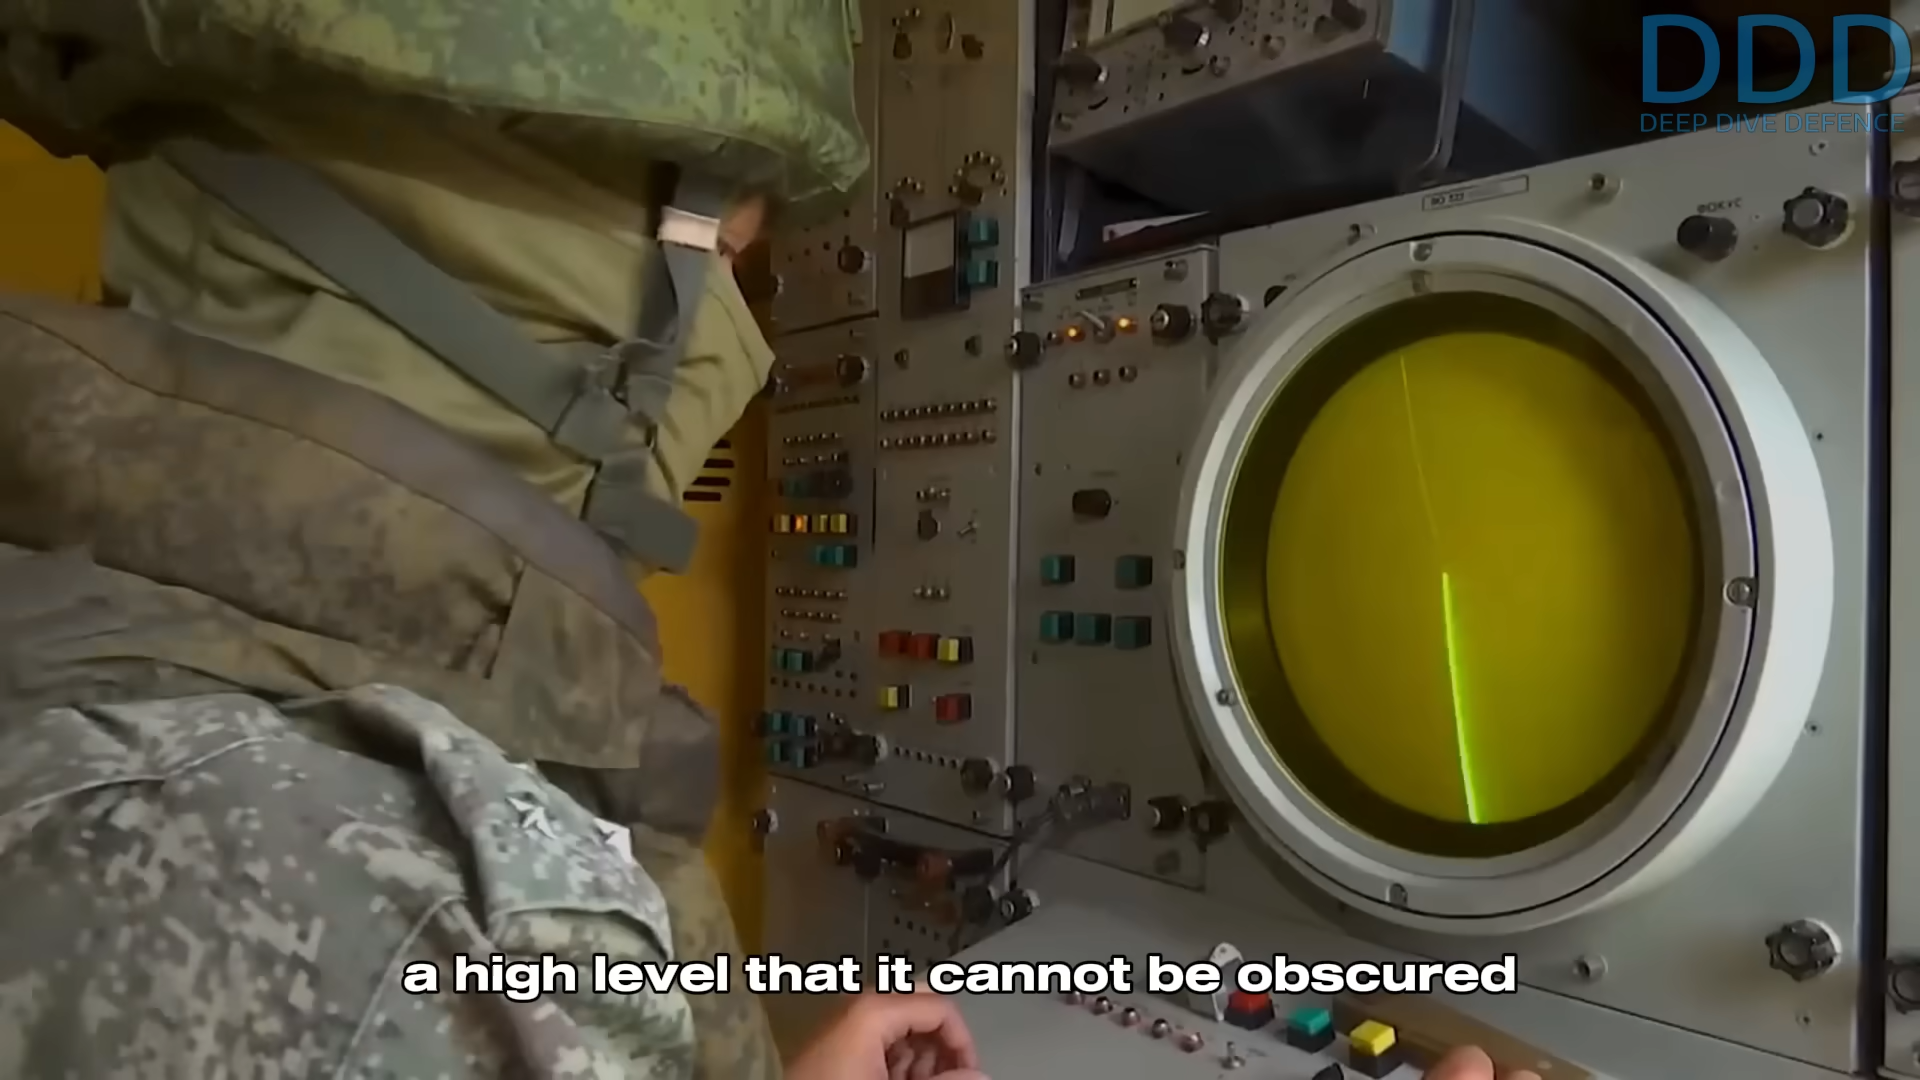 DDD
DEEP DIVE DEFENCE
ФОКУС
a high level that it cannot be obscured